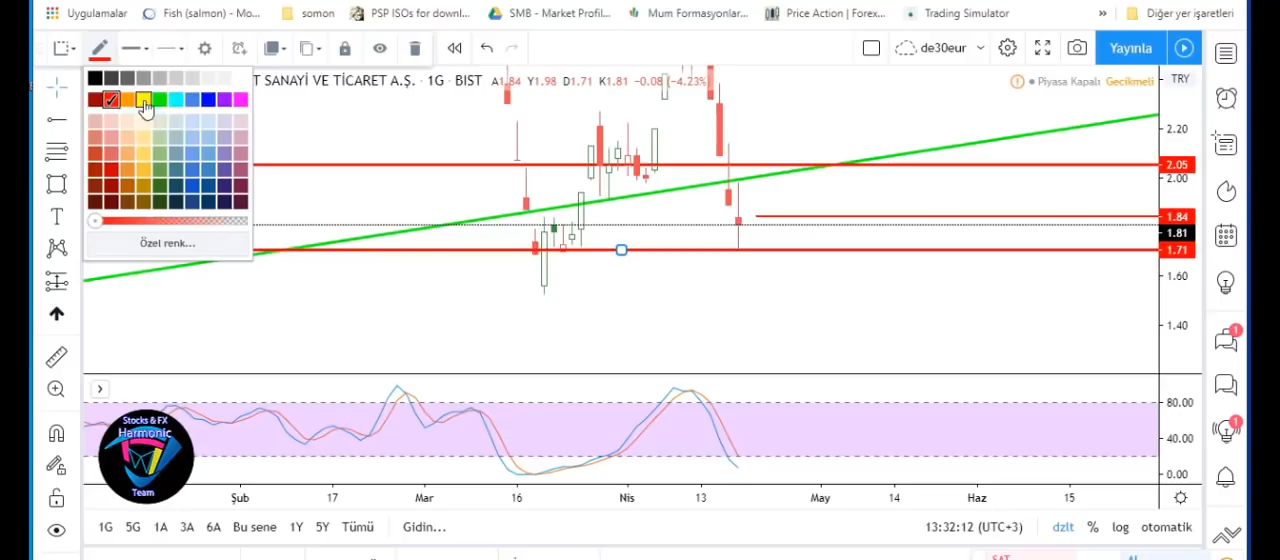 Uygulamalar Fish (salmon) - Mo... somon PSP ISOs for downl... SMB - Market Profil... Mum Formasyonlar... Price Action | Forex... Trading Simulator » Diğer yer işaretleri
de30eur Yayınla
T SANAYİ VE TİCARET A.Ş. · 1G · BIST A1.84 Y1.98 D1.71 K1.81 −0.08 (−4.23%) Piyasa Kapalı Gecikmeli TRY
2.20
2.05
2.00
1.84
1.81
1.71
1.60
1.40
Özel renk...
80.00
40.00
0.00
Stocks & FX
Harmonic
Team
Şub 17 Mar 16 Nis 13 May 14 Haz 15
1G 5G 1A 3A 6A Bu sene 1Y 5Y Tümü Gidin... 13:32:12 (UTC+3) dzlt % log otomatik
1
1